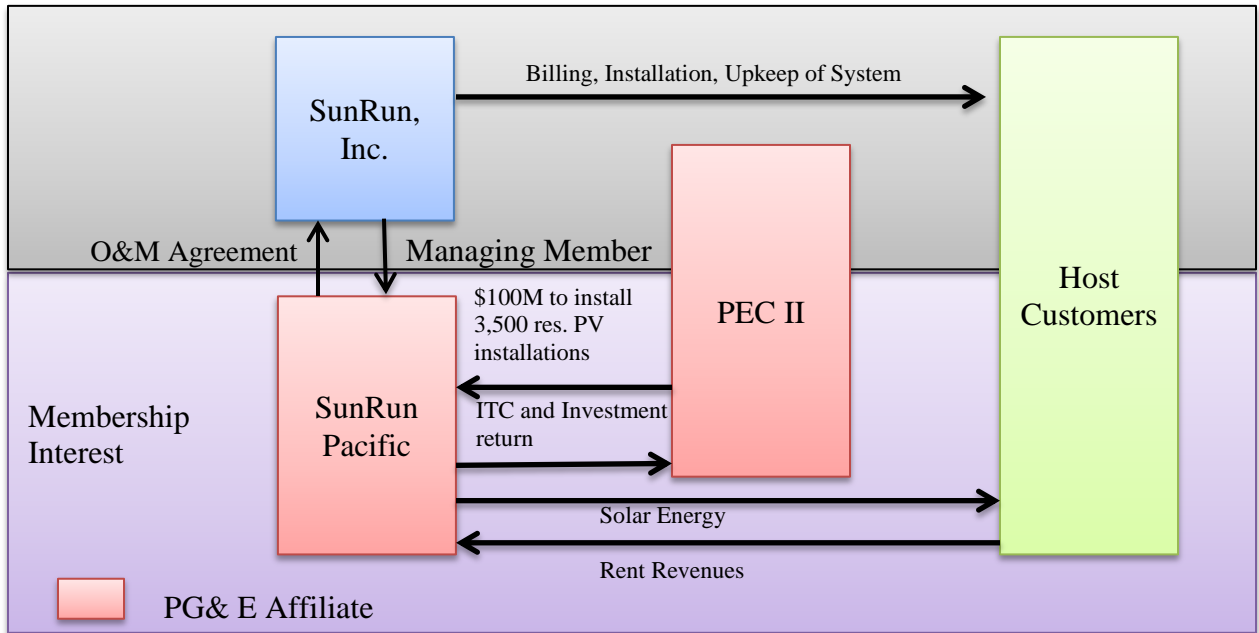 Billing, Installation, Upkeep of System
SunRun,
Inc.
O&M Agreement
Managing Member
$100M to install
3,500 res. PV
installations
PEC II
Host
Customers
Membership
Interest
SunRun
Pacific
ITC and Investment
return
Solar Energy
Rent Revenues
PG& E Affiliate